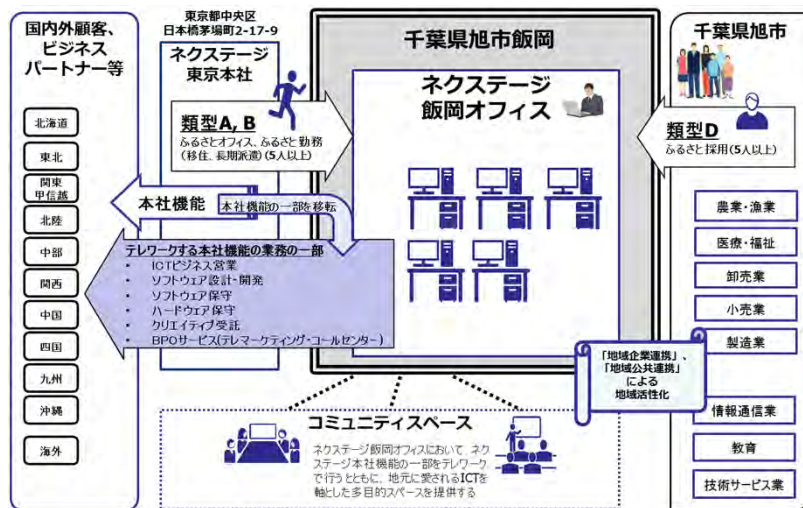 国内外顧客、
ビジネス
パートナー等
北海道
東北
関東
甲信越
北陸
中部
関西
中国
四国
九州
沖縄
海外
東京都中央区
日本橋茅場町2-17-9
ネクステージ
東京本社
類型A, B
ふるさとオフィス、ふるさと勤務
(移住、長期派遣)(5人以上)
本社機能
本社機能の一部を移転
テレワークする本社機能の業務の一部
• ICTビジネス営業
• ソフトウェア設計・開発
• ソフトウェア保守
• ハードウェア保守
• クリエイティブ受託
• BPOサービス(テレマーケティング・コールセンター)
千葉県旭市飯岡
ネクステージ
飯岡オフィス
コミュニティスペース
ネクステージ飯岡オフィスにおいて、ネク
ステージ本社機能の一部をテレワーク
で行うとともに、地元に愛されるICTを
軸とした多目的スペースを提供する
千葉県旭市
類型D
ふるさと採用(5人以上)
農業・漁業
医療・福祉
卸売業
小売業
製造業
「地域企業連携」、
「地域公共連携」
による
地域活性化
情報通信業
教育
技術サービス業